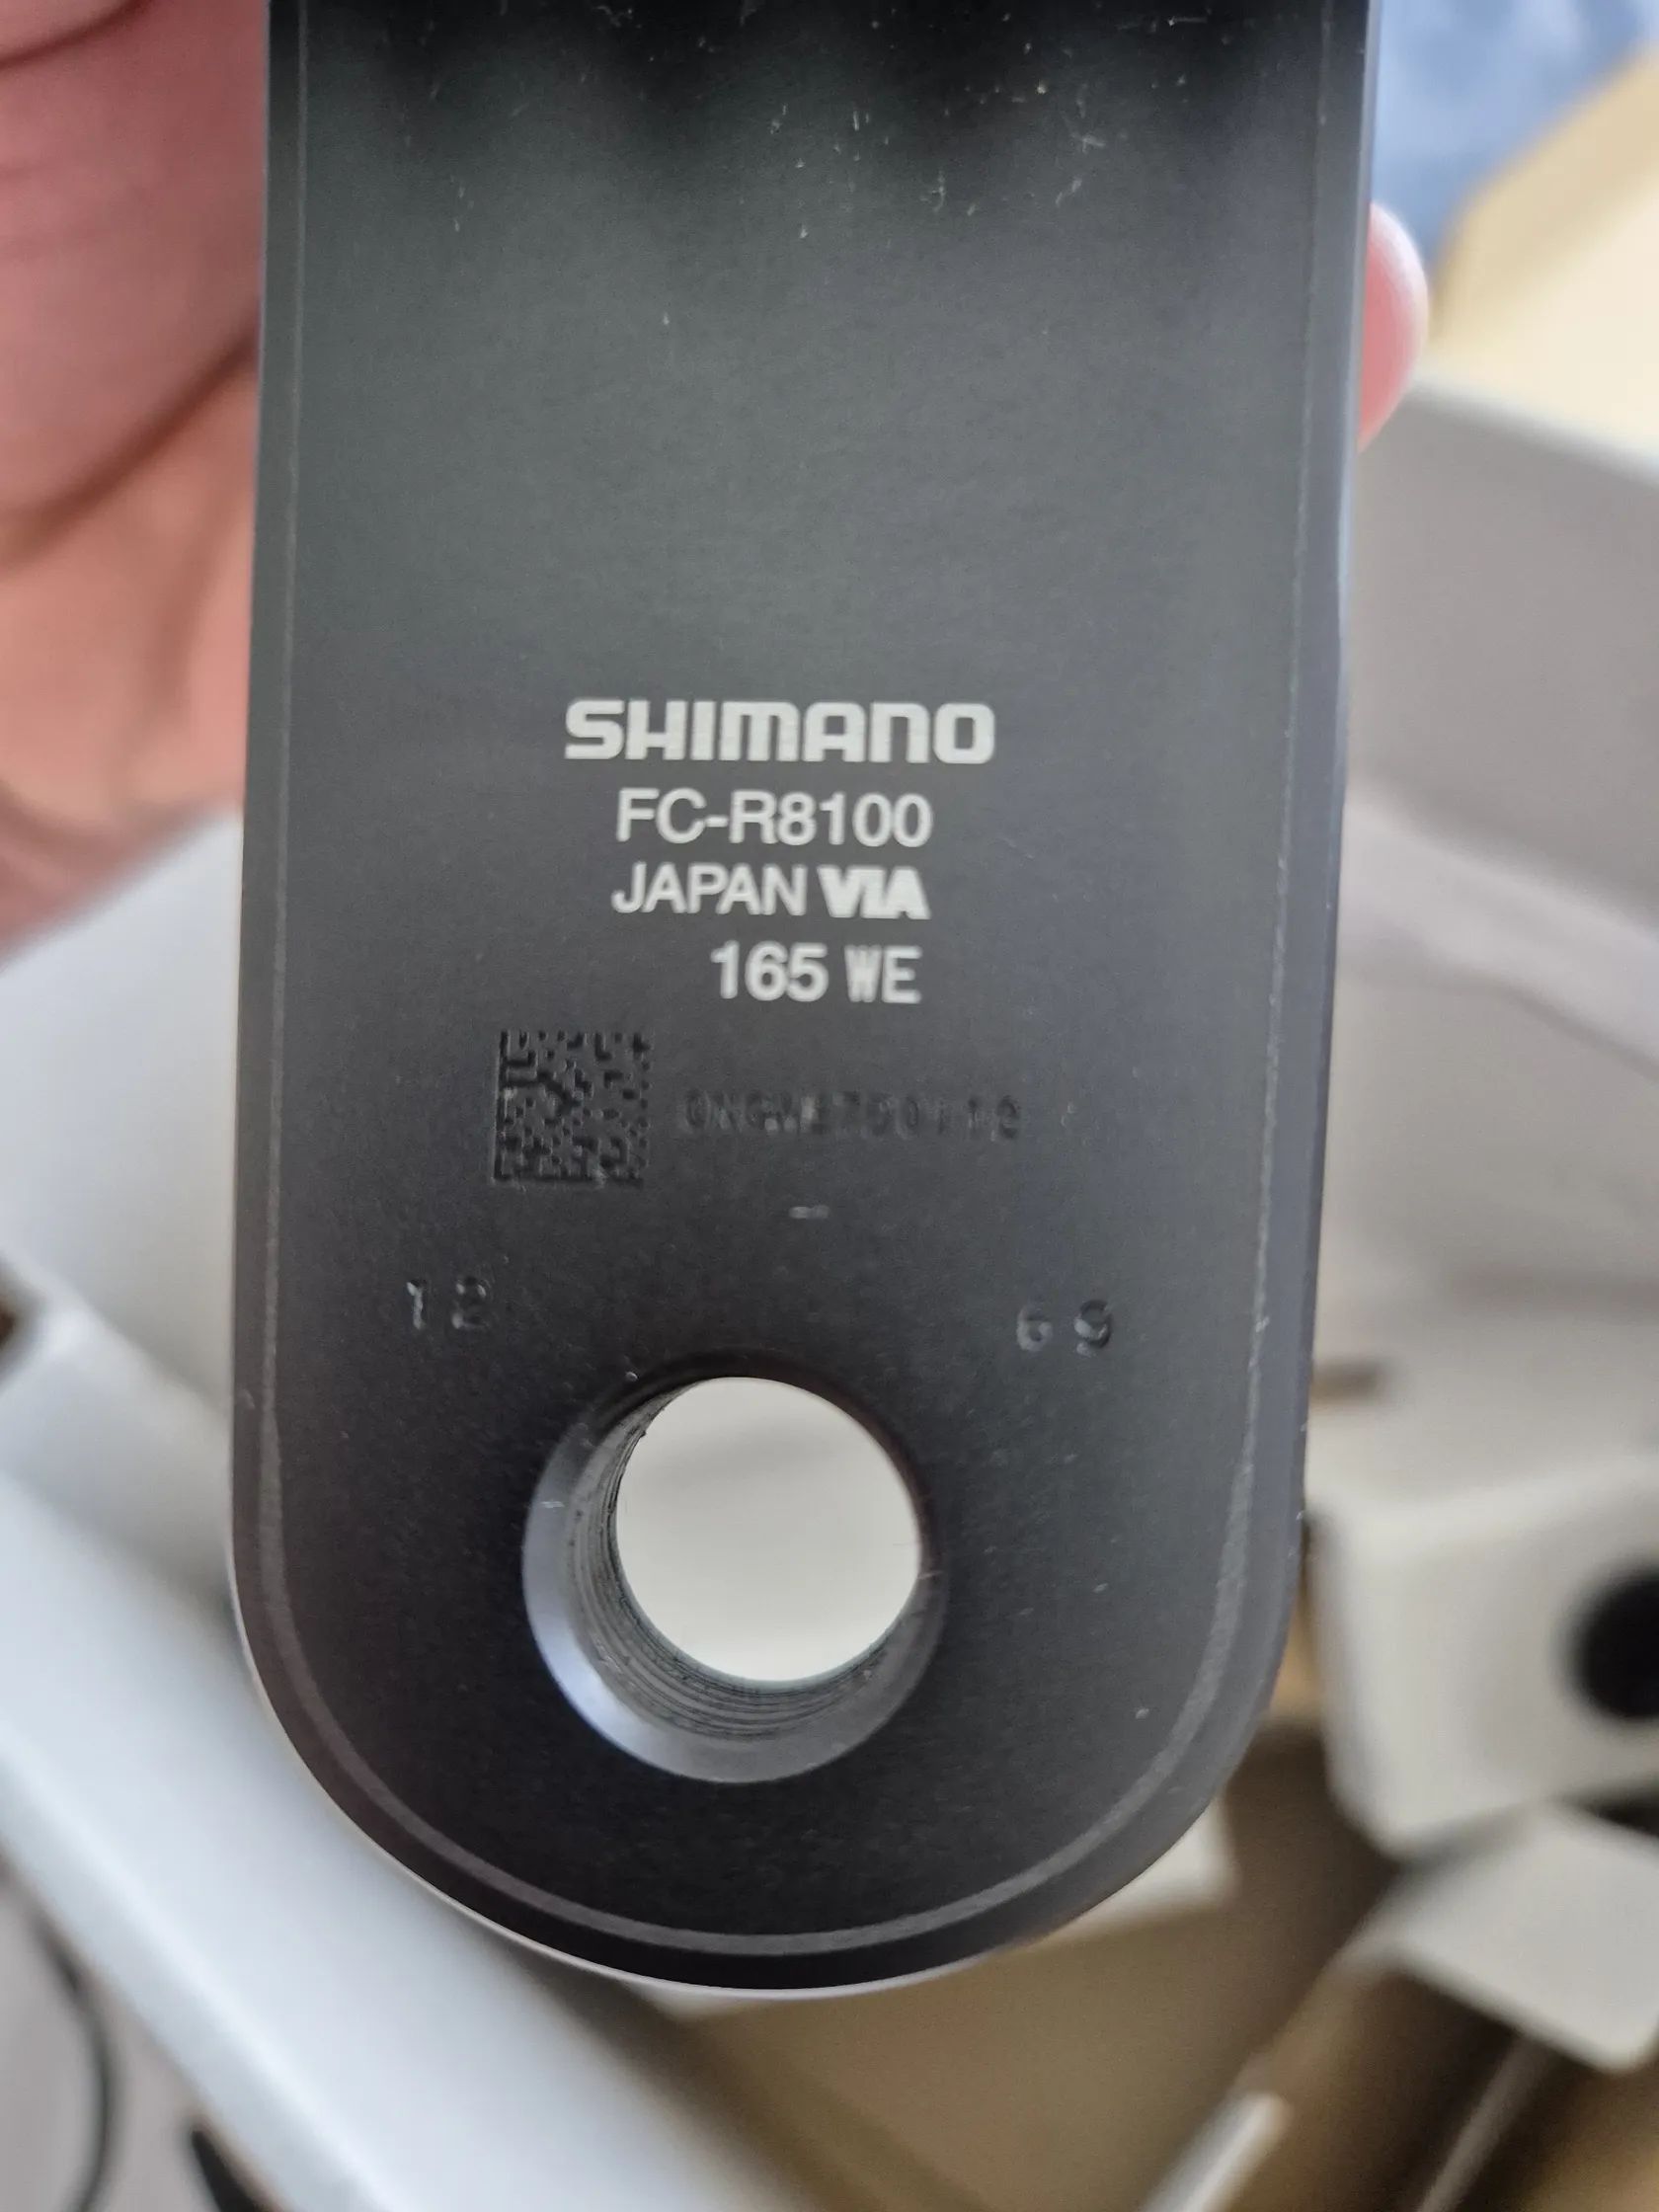 SHIMANO
FC-R8100
JAPAN VIA
165 WE
12
69